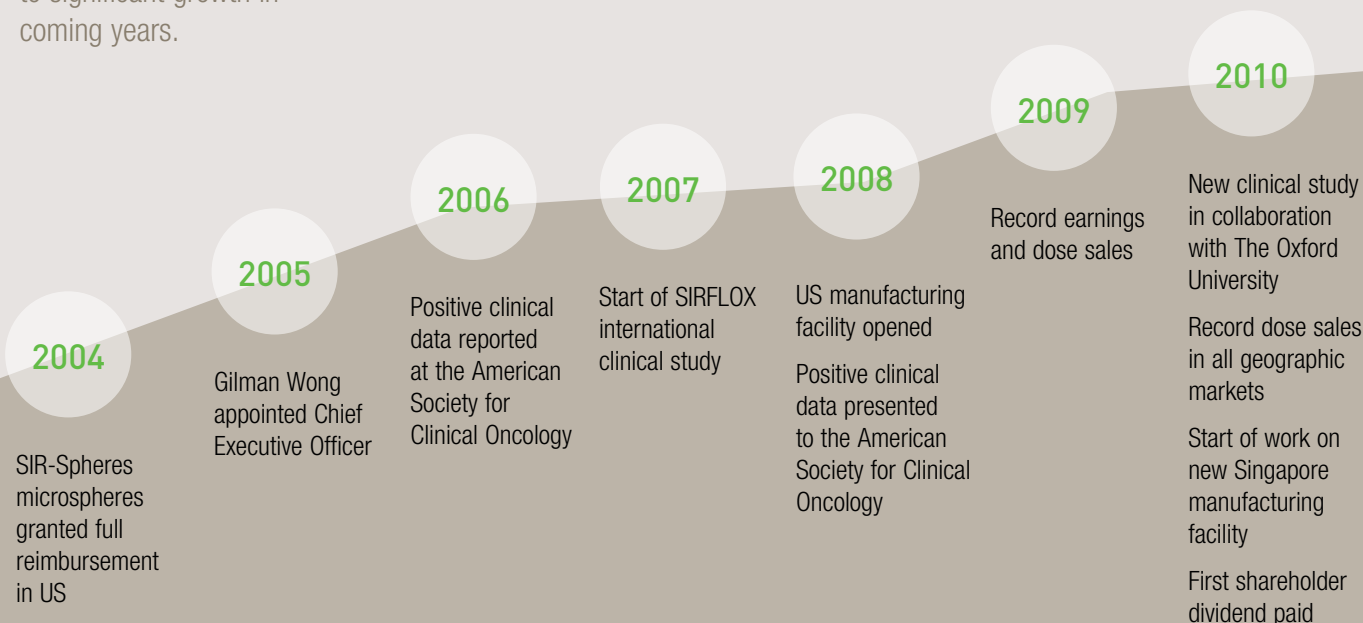 to significant growth in
coming years.
2004
SIR-Spheres
microspheres
granted full
reimbursement
in US
2005
Gilman Wong
appointed Chief
Executive Officer
2006
Positive clinical
data reported
at the American
Society for
Clinical Oncology
2007
Start of SIRFLOX
international
clinical study
2008
US manufacturing
facility opened
Positive clinical
data presented
to the American
Society for Clinical
Oncology
2009
Record earnings
and dose sales
2010
New clinical study
in collaboration
with The Oxford
University
Record dose sales
in all geographic
markets
Start of work on
new Singapore
manufacturing
facility
First shareholder
dividend paid